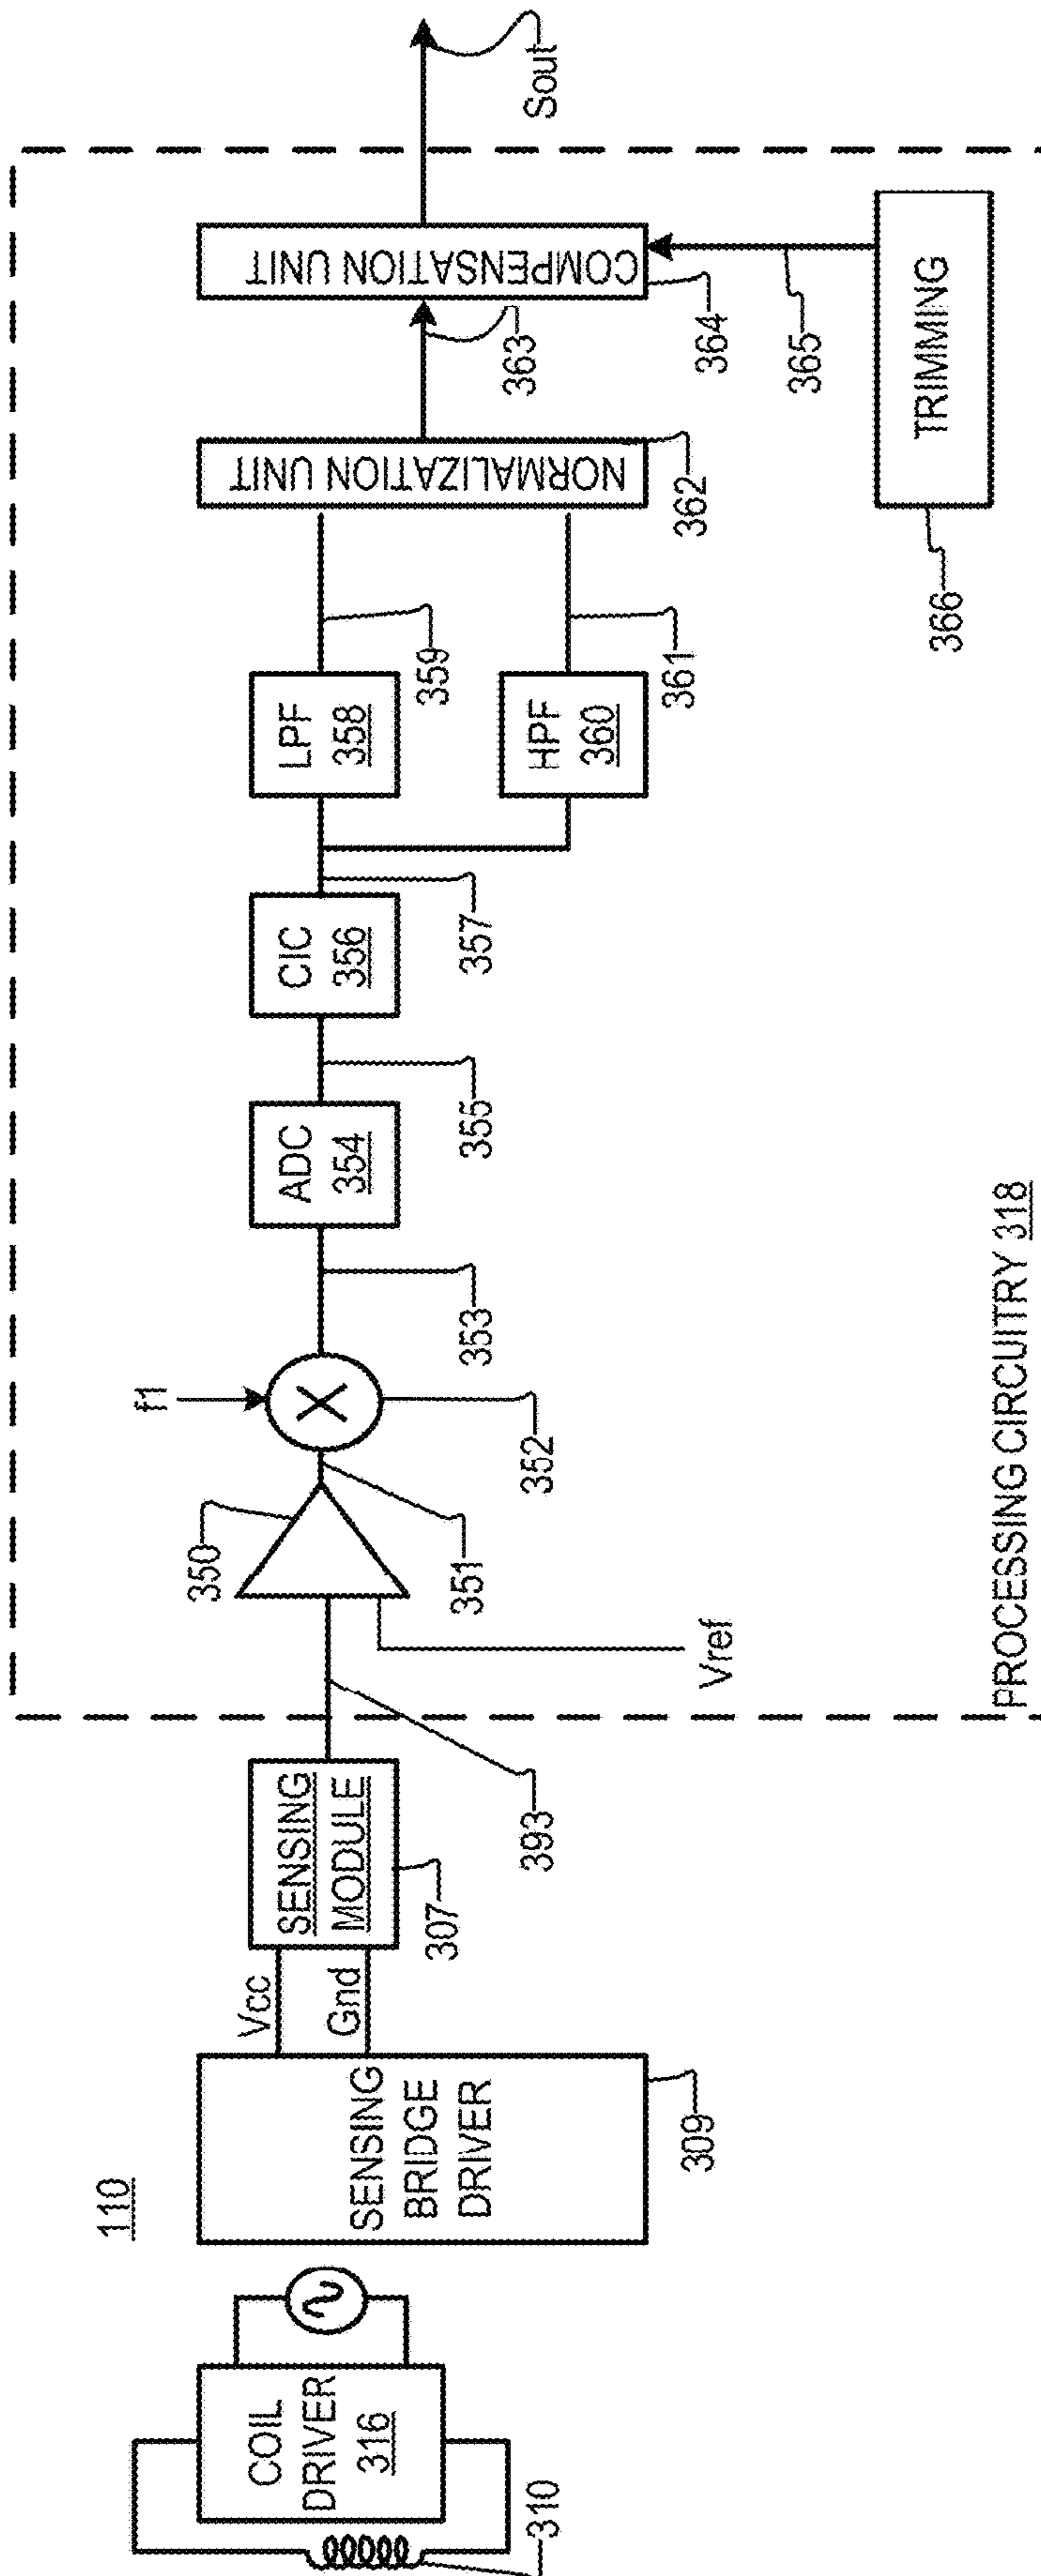 110
COIL
DRIVER
316
310
SENSING
BRIDGE
DRIVER
309
Vcc
Gnd
SENSING
MODULE
307
393
Vref
350
351
f1
352
353
ADC
354
355
CIC
356
357
LPF
358
359
HPF
360
361
NORMALIZATION UNIT
362
363
COMPENSATION UNIT
364
365
TRIMMING
366
Sout
PROCESSING CIRCUITRY 318